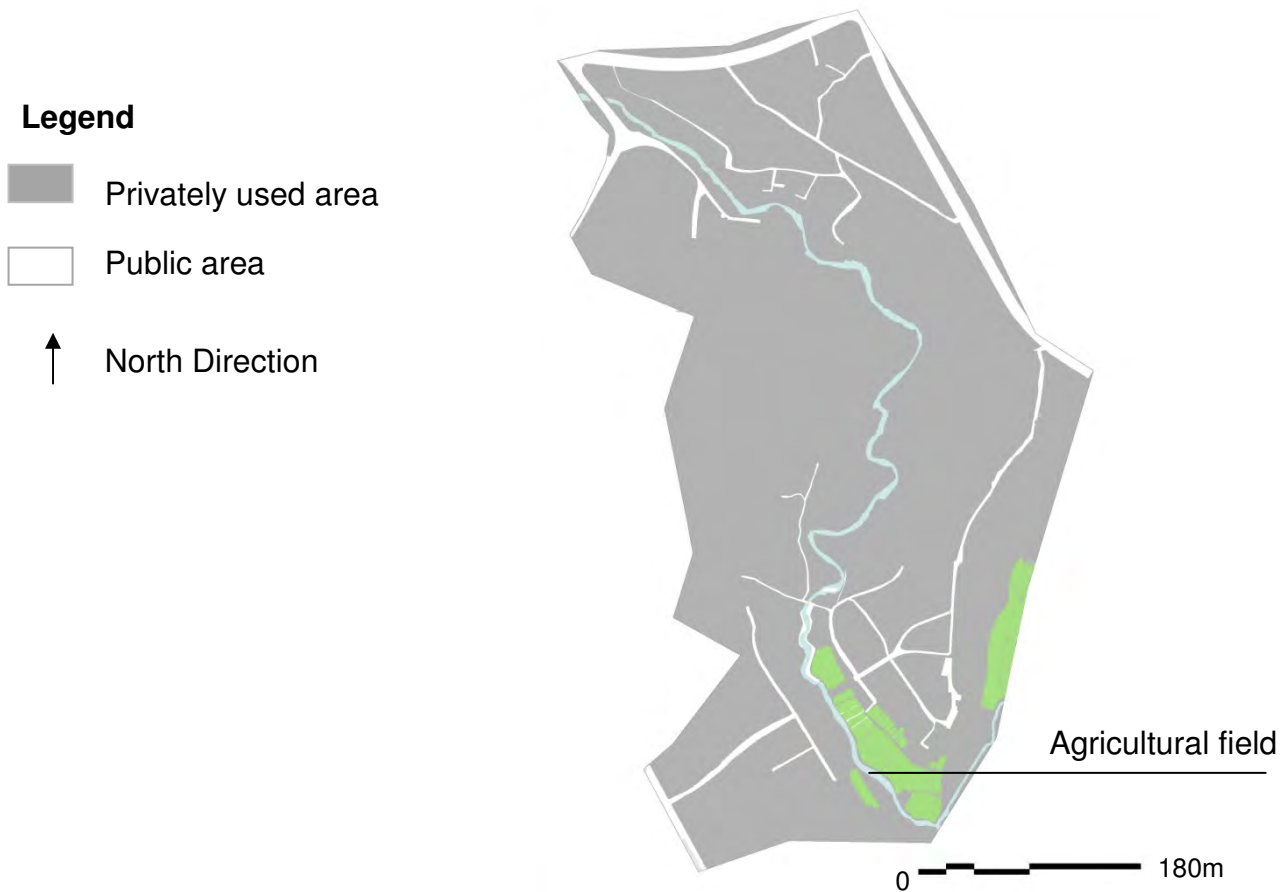 Legend
Privately used area
Public area
North Direction
Agricultural field
0 180m